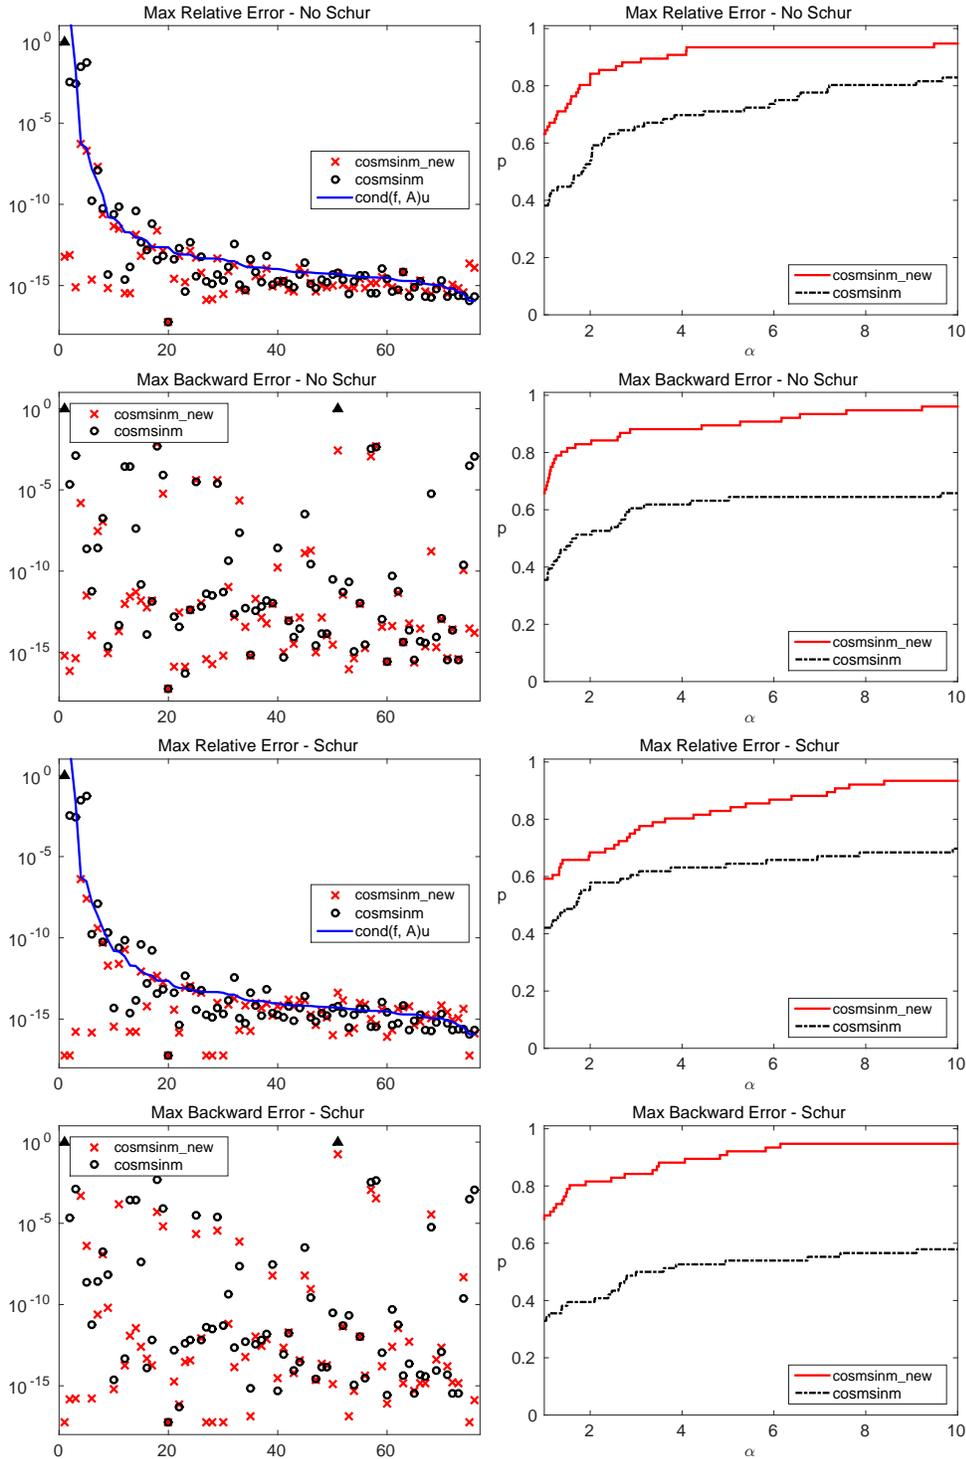 Max Relative Error - No Schur
10^0
10^-5
10^-10
10^-15
cosmsinm_new
cosmsinm
cond(f, A)u
0 20 40 60
Max Relative Error - No Schur
1
0.8
0.6
0.4
0.2
0
p
cosmsinm_new
cosmsinm
2 4 6 8 10
α
Max Backward Error - No Schur
10^0
10^-5
10^-10
10^-15
cosmsinm_new
cosmsinm
0 20 40 60
Max Backward Error - No Schur
1
0.8
0.6
0.4
0.2
0
p
cosmsinm_new
cosmsinm
2 4 6 8 10
α
Max Relative Error - Schur
10^0
10^-5
10^-10
10^-15
cosmsinm_new
cosmsinm
cond(f, A)u
0 20 40 60
Max Relative Error - Schur
1
0.8
0.6
0.4
0.2
0
p
cosmsinm_new
cosmsinm
2 4 6 8 10
α
Max Backward Error - Schur
10^0
10^-5
10^-10
10^-15
cosmsinm_new
cosmsinm
0 20 40 60
Max Backward Error - Schur
1
0.8
0.6
0.4
0.2
0
p
cosmsinm_new
cosmsinm
2 4 6 8 10
α